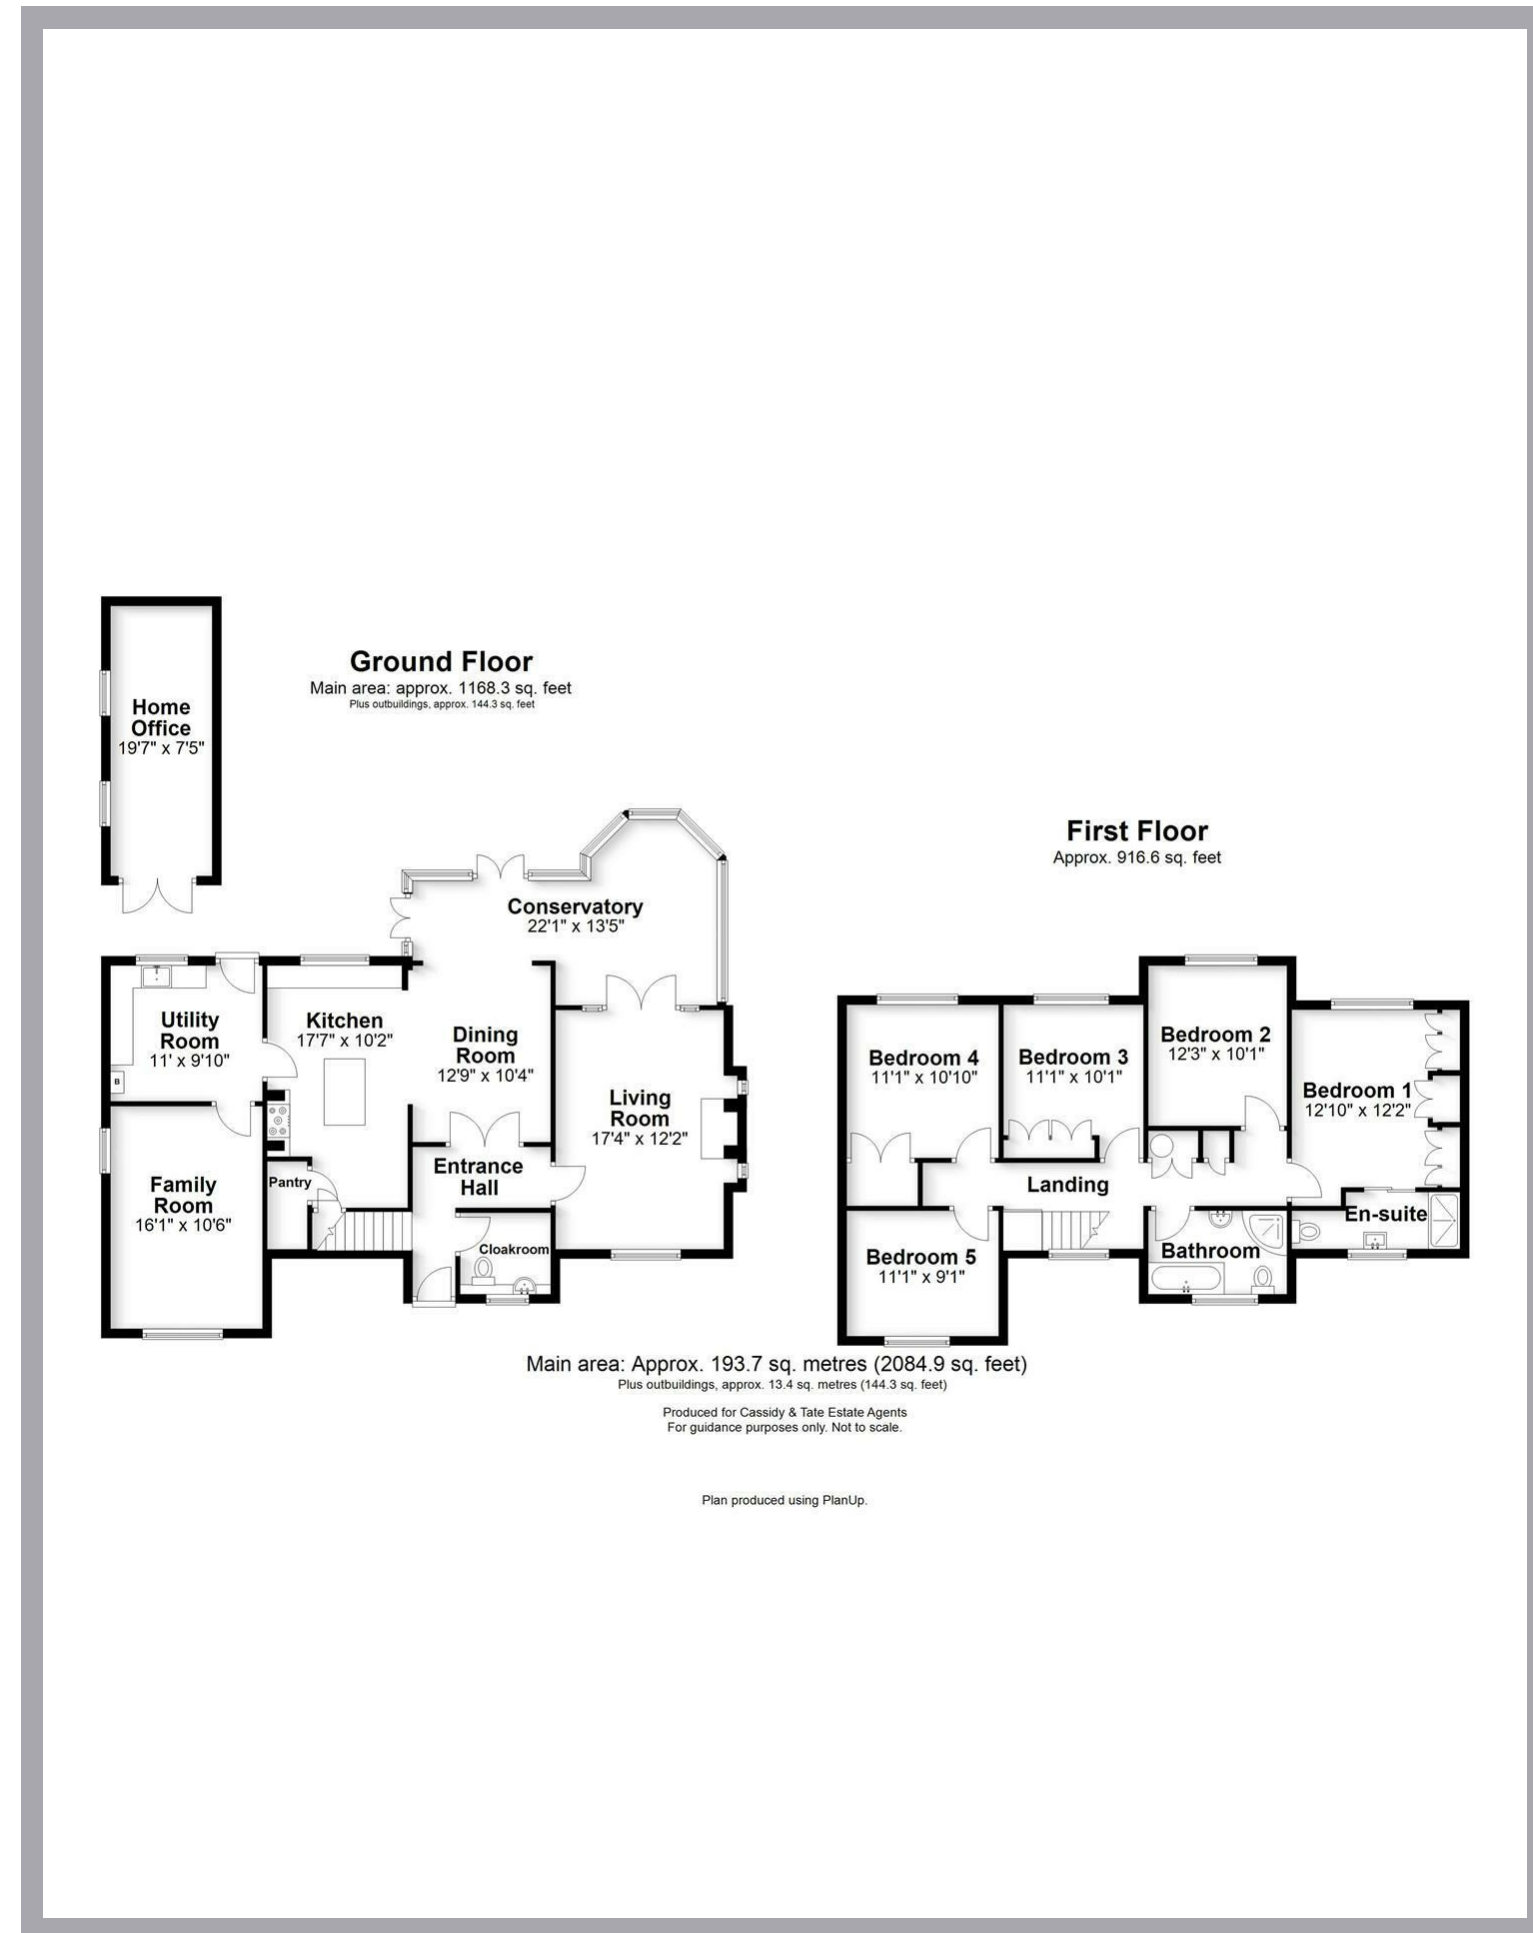 Ground Floor
Main area: approx. 1168.3 sq. feet
Plus outbuildings, approx. 144.3 sq. feet
Home
Office
19'7" x 7'5"
Conservatory
22'1" x 13'5"
Utility
Room
11' x 9'10"
B
Kitchen
17'7" x 10'2"
Dining
Room
12'9" x 10'4"
Living
Room
17'4" x 12'2"
Family
Room
16'1" x 10'6"
Pantry
Entrance
Hall
Cloakroom
First Floor
Approx. 916.6 sq. feet
Bedroom 4
11'1" x 10'10"
Bedroom 3
11'1" x 10'1"
Bedroom 2
12'3" x 10'1"
Bedroom 1
12'10" x 12'2"
Landing
En-suite
Bathroom
Bedroom 5
11'1" x 9'1"
Main area: Approx. 193.7 sq. metres (2084.9 sq. feet)
Plus outbuildings, approx. 13.4 sq. metres (144.3 sq. feet)
Produced for Cassidy & Tate Estate Agents
For guidance purposes only. Not to scale.
Plan produced using PlanUp.